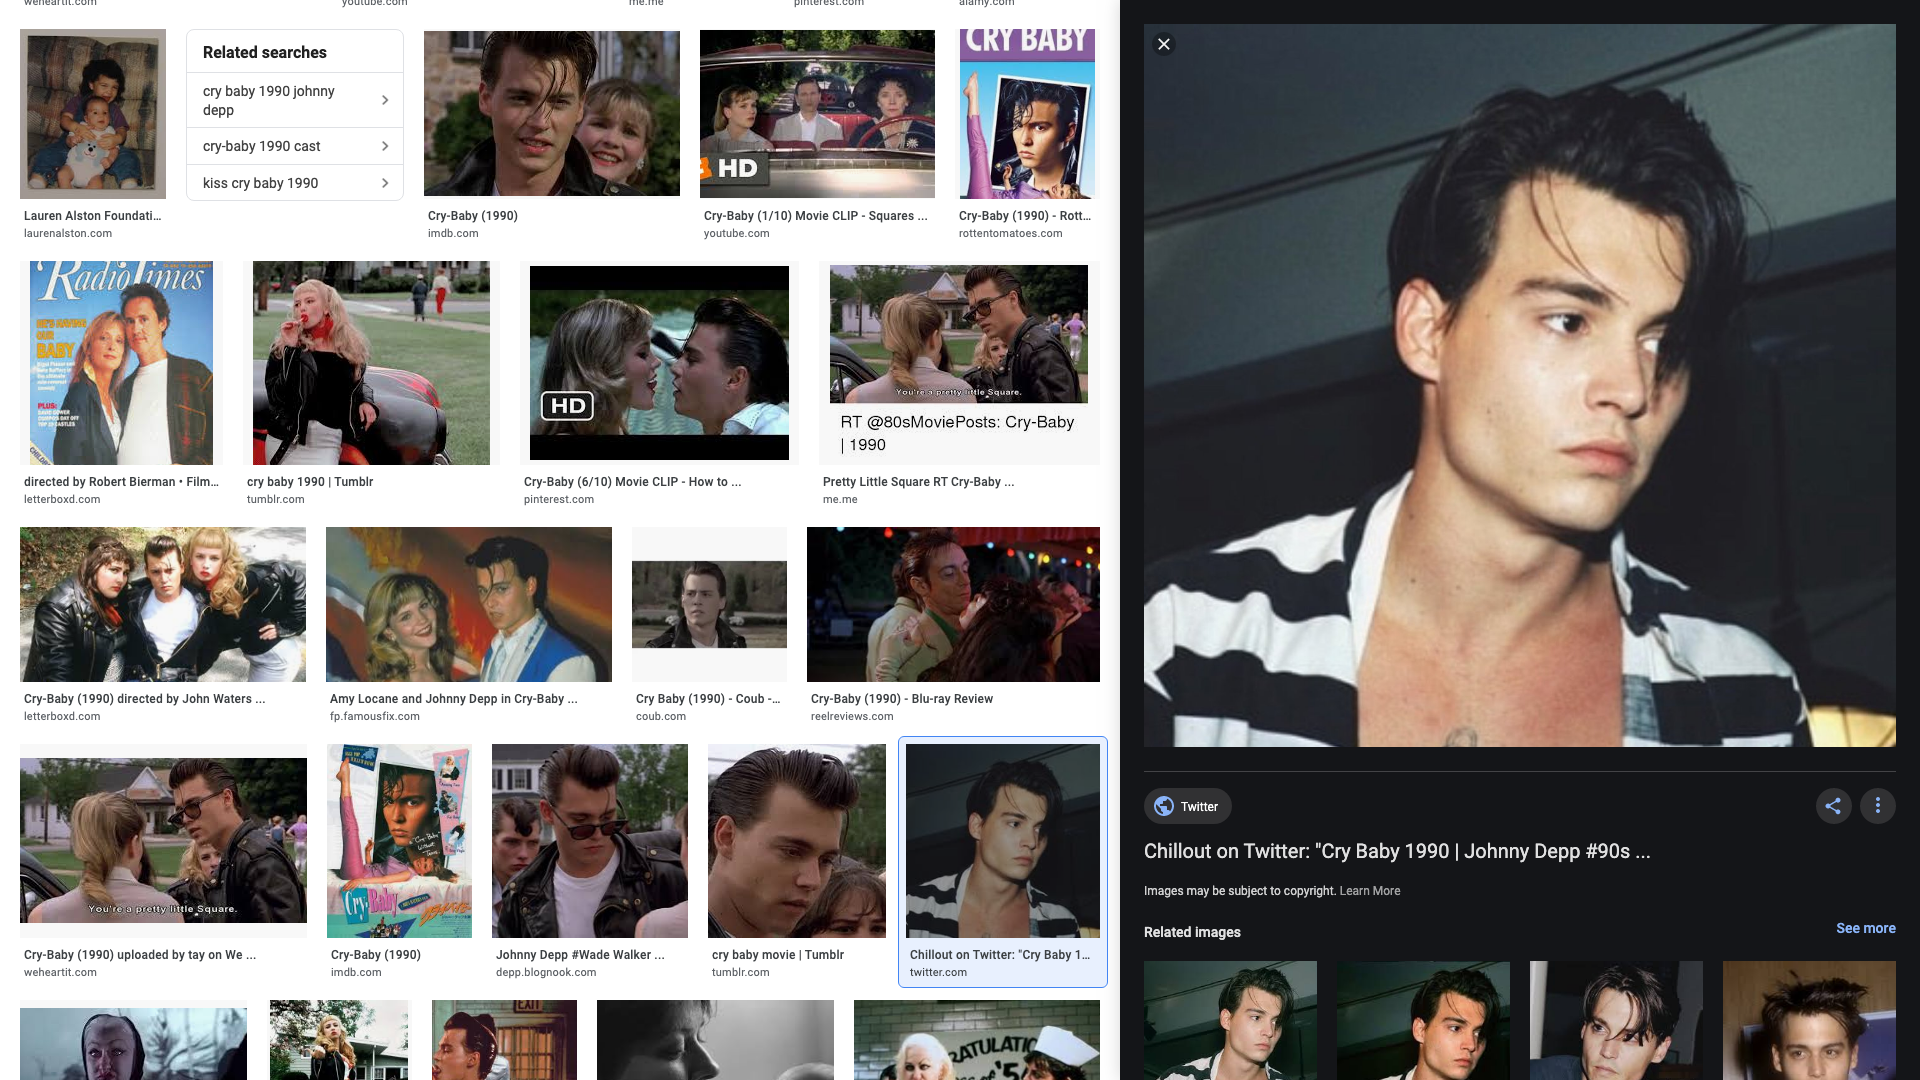 weheartit.com
youtube.com
me.me
pinterest.com
alamy.com
Related searches
cry baby 1990 johnny
depp
cry-baby 1990 cast
kiss cry baby 1990
HD
CRY BABY
Lauren Alston Foundati...
laurenalston.com
Cry-Baby (1990)
imdb.com
Cry-Baby (1/10) Movie CLIP - Squares ...
youtube.com
Cry-Baby (1990) - Rott...
rottentomatoes.com
RadioTimes
HE'S HAVING
OUR
BABY
PLUS:
HD
You're a pretty little Square.
RT @80sMoviePosts: Cry-Baby
| 1990
directed by Robert Bierman • Film...
letterboxd.com
cry baby 1990 | Tumblr
tumblr.com
Cry-Baby (6/10) Movie CLIP - How to ...
pinterest.com
Pretty Little Square RT Cry-Baby ...
me.me
Cry-Baby (1990) directed by John Waters ...
letterboxd.com
Amy Locane and Johnny Depp in Cry-Baby ...
fp.famousfix.com
Cry Baby (1990) - Coub -...
coub.com
Cry-Baby (1990) - Blu-ray Review
reelreviews.com
You're a pretty little Square.
Cry-Baby
Cry-Baby (1990) uploaded by tay on We ...
weheartit.com
Cry-Baby (1990)
imdb.com
Johnny Depp #Wade Walker ...
depp.blognook.com
cry baby movie | Tumblr
tumblr.com
Chillout on Twitter: "Cry Baby 1...
twitter.com
EXIT
RATULATIO
of '5
Twitter
Chillout on Twitter: "Cry Baby 1990 | Johnny Depp #90s ...
Images may be subject to copyright. Learn More
Related images
See more